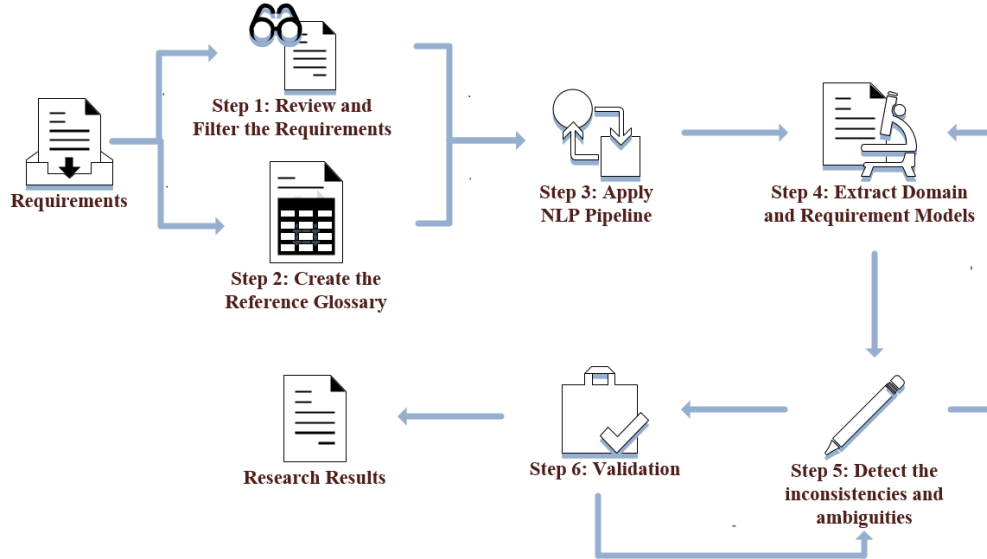 Step 1: Review and
Filter the Requirements
Requirements
Step 2: Create the
Reference Glossary
Step 3: Apply
NLP Pipeline
Step 4: Extract Domain
and Requirement Models
Step 5: Detect the
inconsistencies and
ambiguities
Step 6: Validation
Research Results